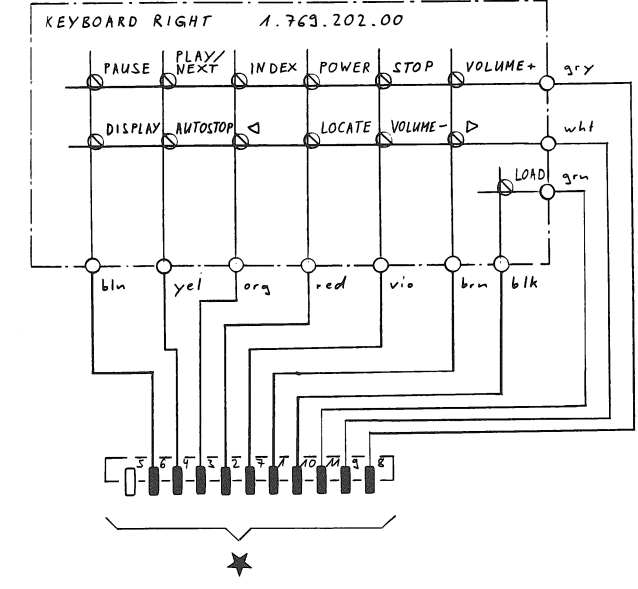 KEYBOARD RIGHT 1.769.202.00
PAUSE PLAY/NEXT INDEX POWER STOP VOLUME+ gry
DISPLAY AUTOSTOP ◁ LOCATE VOLUME- ▷ wht
LOAD grn
bln yel org red vio brn blk
5 6 4 3 2 7 1 10 11 9 8